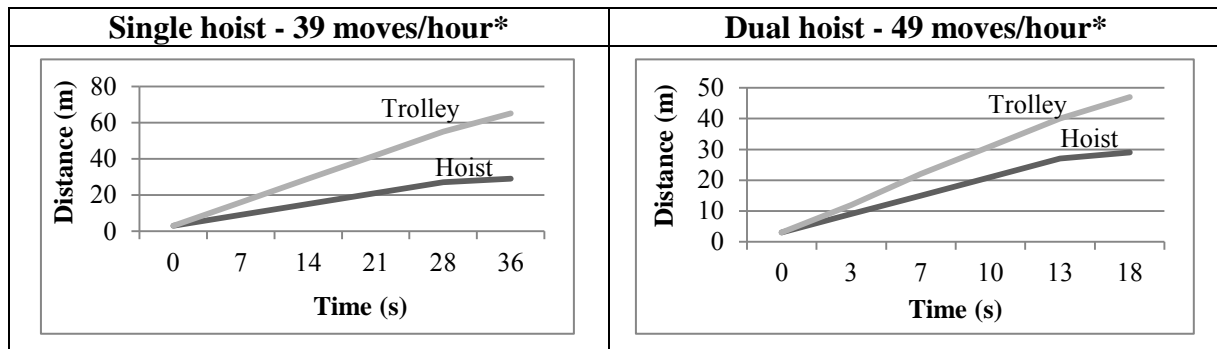 Single hoist - 39 moves/hour*
Dual hoist - 49 moves/hour*
Distance (m)
80
60
40
20
0
Trolley
Hoist
0 7 14 21 28 36
Time (s)
Distance (m)
50
40
30
20
10
0
Trolley
Hoist
0 3 7 10 13 18
Time (s)